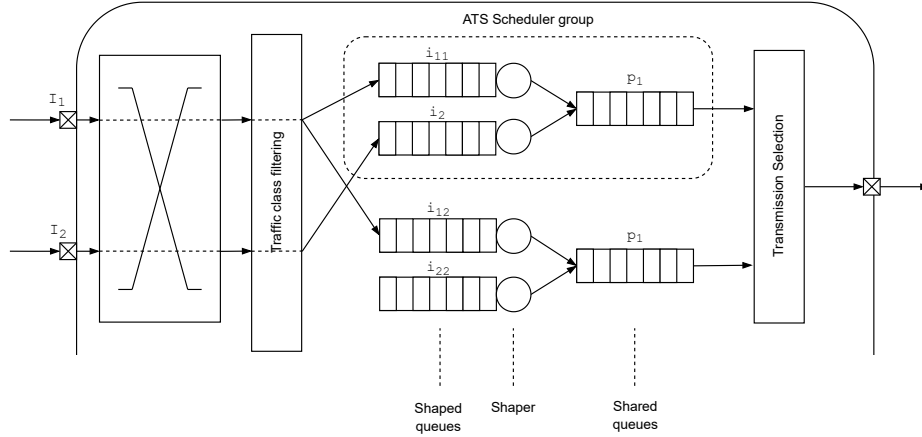 ATS Scheduler group
i11
p1
I1
i2
Traffic class filtering
Transmission Selection
I2
i12
p1
i22
Shaped
queues
Shaper
Shared
queues